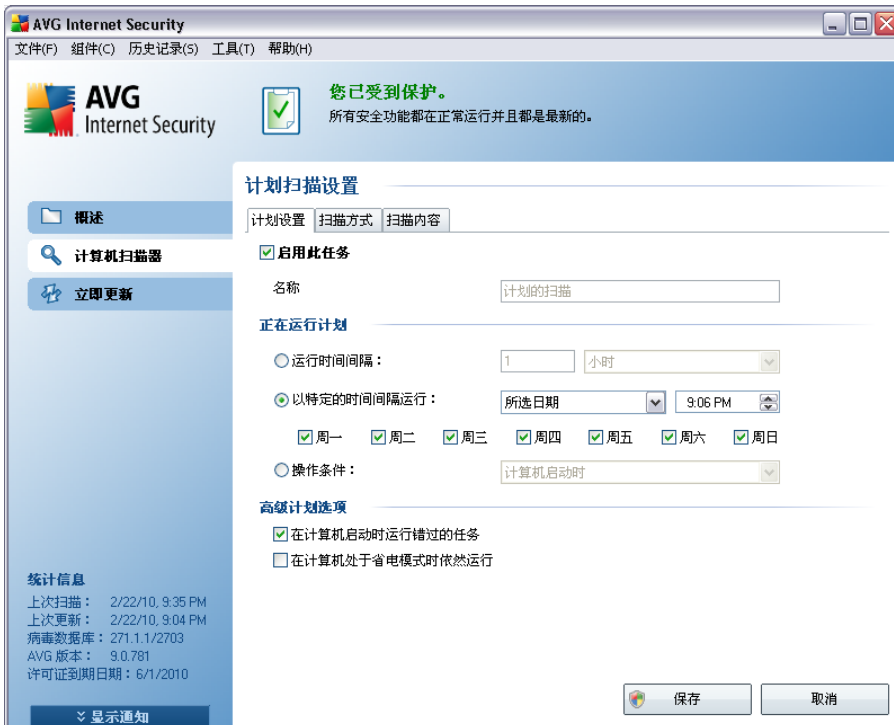 AVG Internet Security
文件(F) 组件(C) 历史记录(S) 工具(T) 帮助(H)
AVG
Internet Security
您已受到保护。
所有安全功能都在正常运行并且都是最新的。
概述
计算机扫描器
立即更新
计划扫描设置
计划设置 扫描方式 扫描内容
启用此任务
名称 计划的扫描
正在运行计划
运行时间间隔： 1 小时
以特定的时间间隔运行： 所选日期 9:06 PM
周一 周二 周三 周四 周五 周六 周日
操作条件： 计算机启动时
高级计划选项
在计算机启动时运行错过的任务
在计算机处于省电模式时依然运行
统计信息
上次扫描： 2/22/10, 9:35 PM
上次更新： 2/22/10, 9:04 PM
病毒数据库：271.1.1/2703
AVG 版本： 9.0.781
许可证到期日期：6/1/2010
显示通知
保存 取消